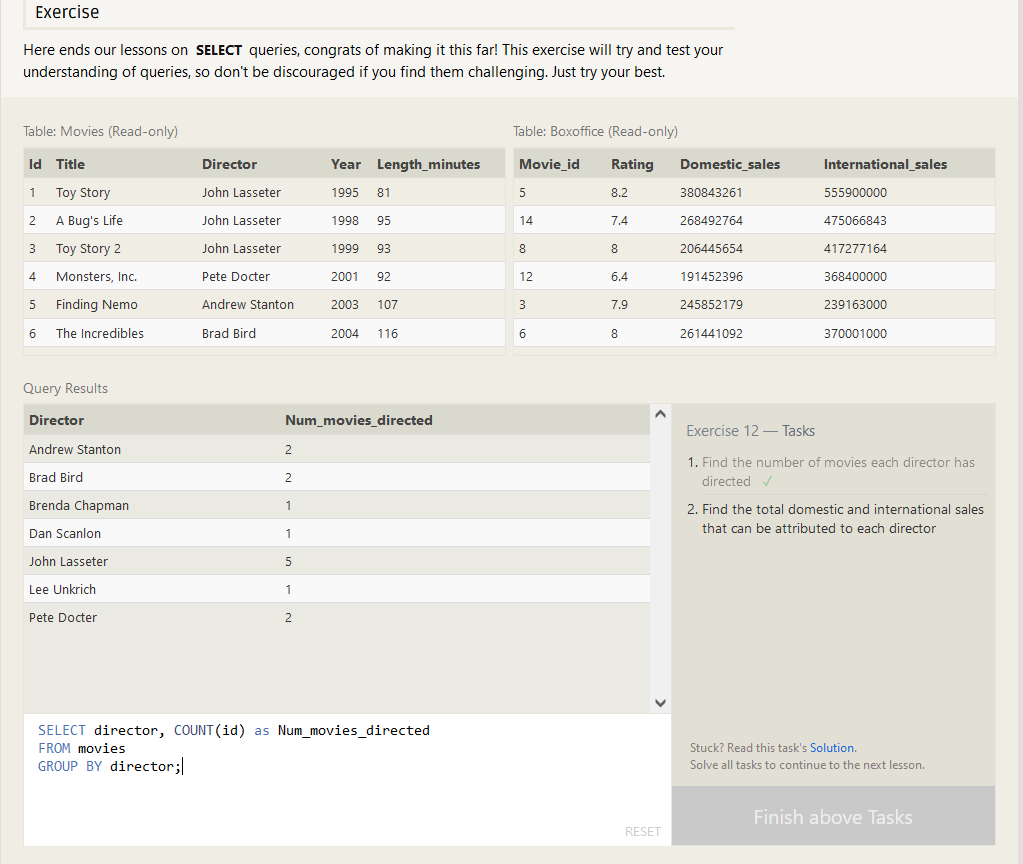 Exercise
Here ends our lessons on SELECT queries, congrats of making it this far! This exercise will try and test your
understanding of queries, so don't be discouraged if you find them challenging. Just try your best.
Table: Movies (Read-only)
Id Title Director Year Length_minutes
1 Toy Story John Lasseter 1995 81
2 A Bug's Life John Lasseter 1998 95
3 Toy Story 2 John Lasseter 1999 93
4 Monsters, Inc. Pete Docter 2001 92
5 Finding Nemo Andrew Stanton 2003 107
6 The Incredibles Brad Bird 2004 116
Table: Boxoffice (Read-only)
Movie_id Rating Domestic_sales International_sales
5 8.2 380843261 555900000
14 7.4 268492764 475066843
8 8 206445654 417277164
12 6.4 191452396 368400000
3 7.9 245852179 239163000
6 8 261441092 370001000
Query Results
Director Num_movies_directed
Andrew Stanton 2
Brad Bird 2
Brenda Chapman 1
Dan Scanlon 1
John Lasseter 5
Lee Unkrich 1
Pete Docter 2
SELECT director, COUNT(id) as Num_movies_directed
FROM movies
GROUP BY director;
RESET
Exercise 12 — Tasks
1. Find the number of movies each director has
directed ✓
2. Find the total domestic and international sales
that can be attributed to each director
Stuck? Read this task's Solution.
Solve all tasks to continue to the next lesson.
Finish above Tasks